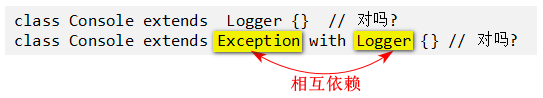 class Console extends  Logger {}  // 对吗?
class Console extends Exception with Logger {} // 对吗?
相互依赖